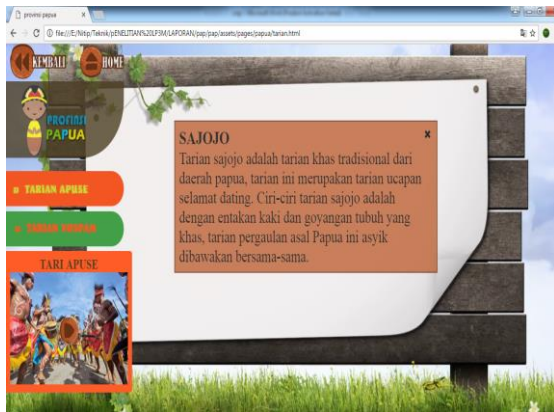 provinsi papua
file:///E:/Nitip/Teknik/pENELITIAN%20LP3M/LAPORAN/pap/pap/assets/pages/papua/tarian.html
KEMBALI
HOME
PROFINSI
PAPUA
TARIAN APUSE
TARIAN
TARI APUSE
SAJOJO
x
Tarian sajojo adalah tarian khas tradisional dari
daerah papua, tarian ini merupakan tarian ucapan
selamat dating. Ciri-ciri tarian sajojo adalah
dengan entakan kaki dan goyangan tubuh yang
khas, tarian pergaulan asal Papua ini asyik
dibawakan bersama-sama.